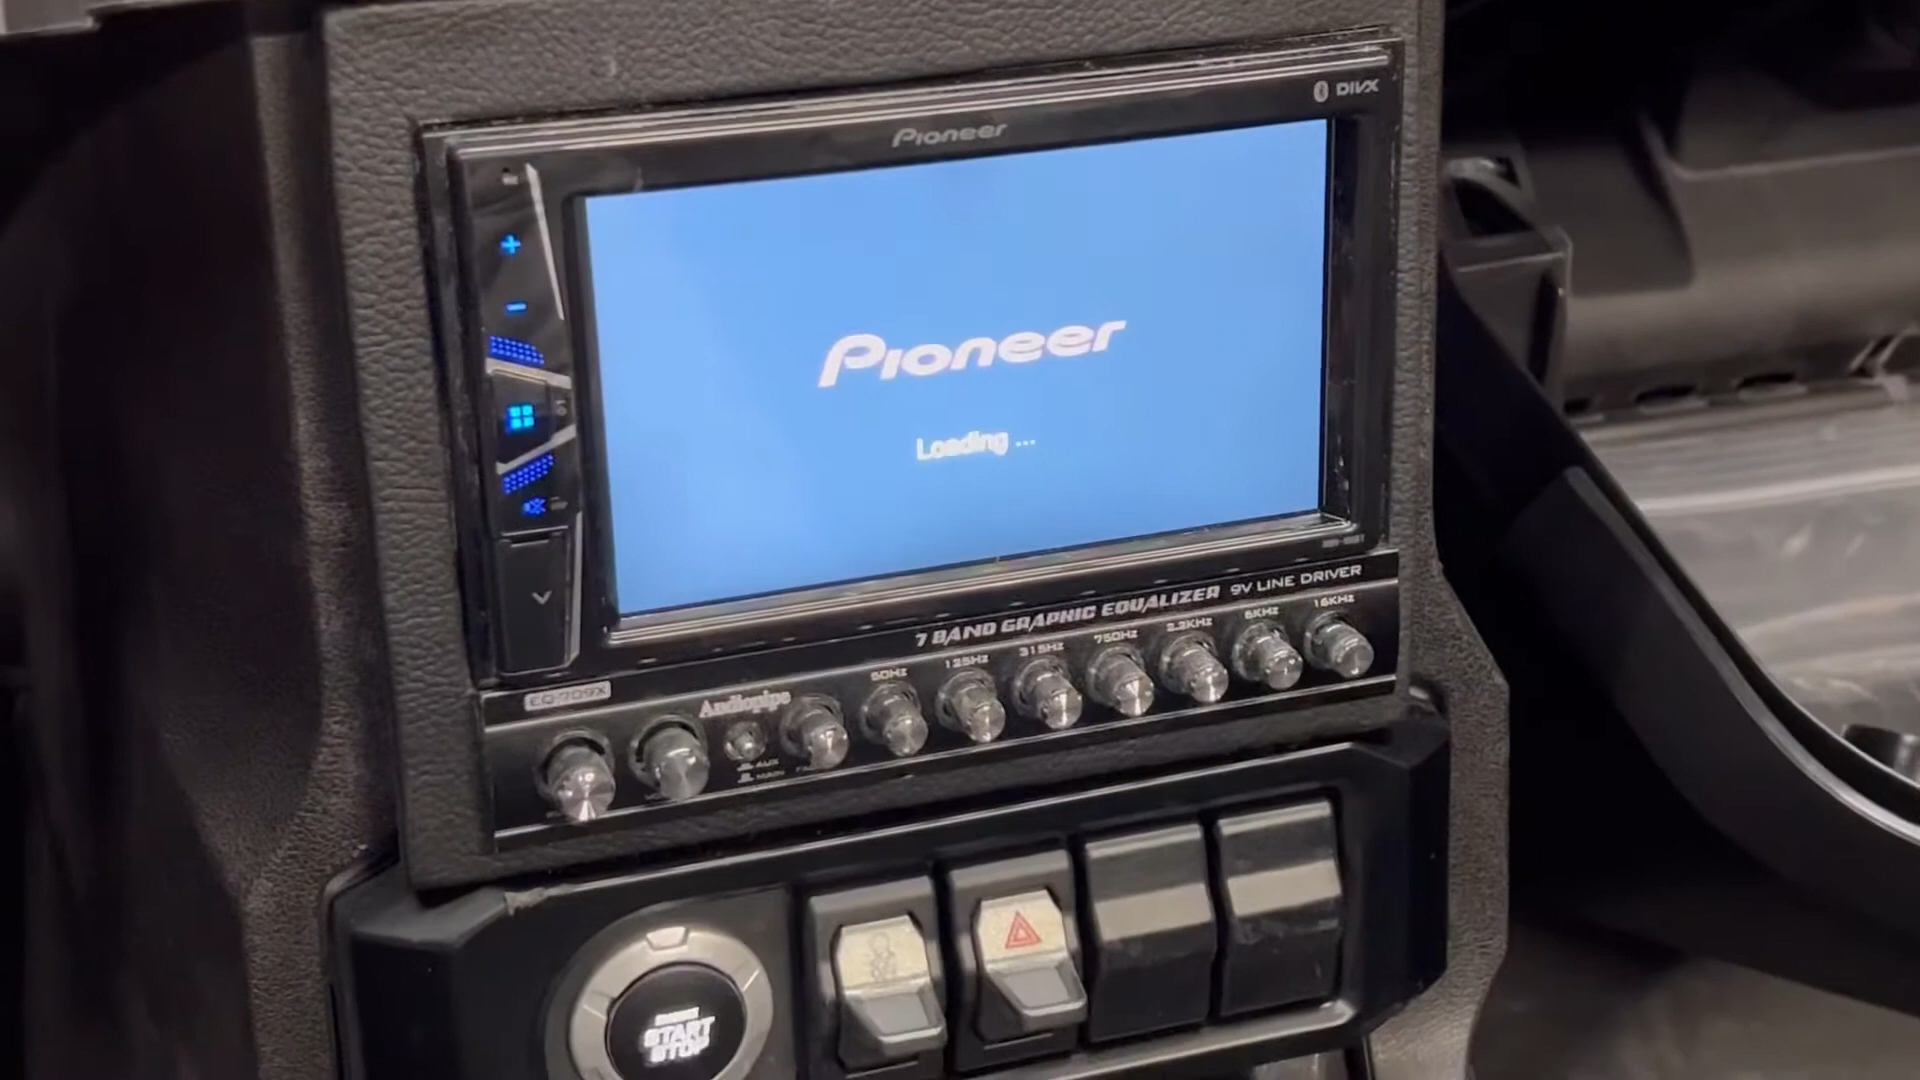 DIVX
Pioneer
Pioneer
Loading ...
7 BAND GRAPHIC EQUALIZER 9V LINE DRIVER
50Hz 125Hz 315Hz 750Hz 2.2KHz 6KHz 16KHz
EQ-709X
Audiopipe
AUX
MAIN
START
STOP